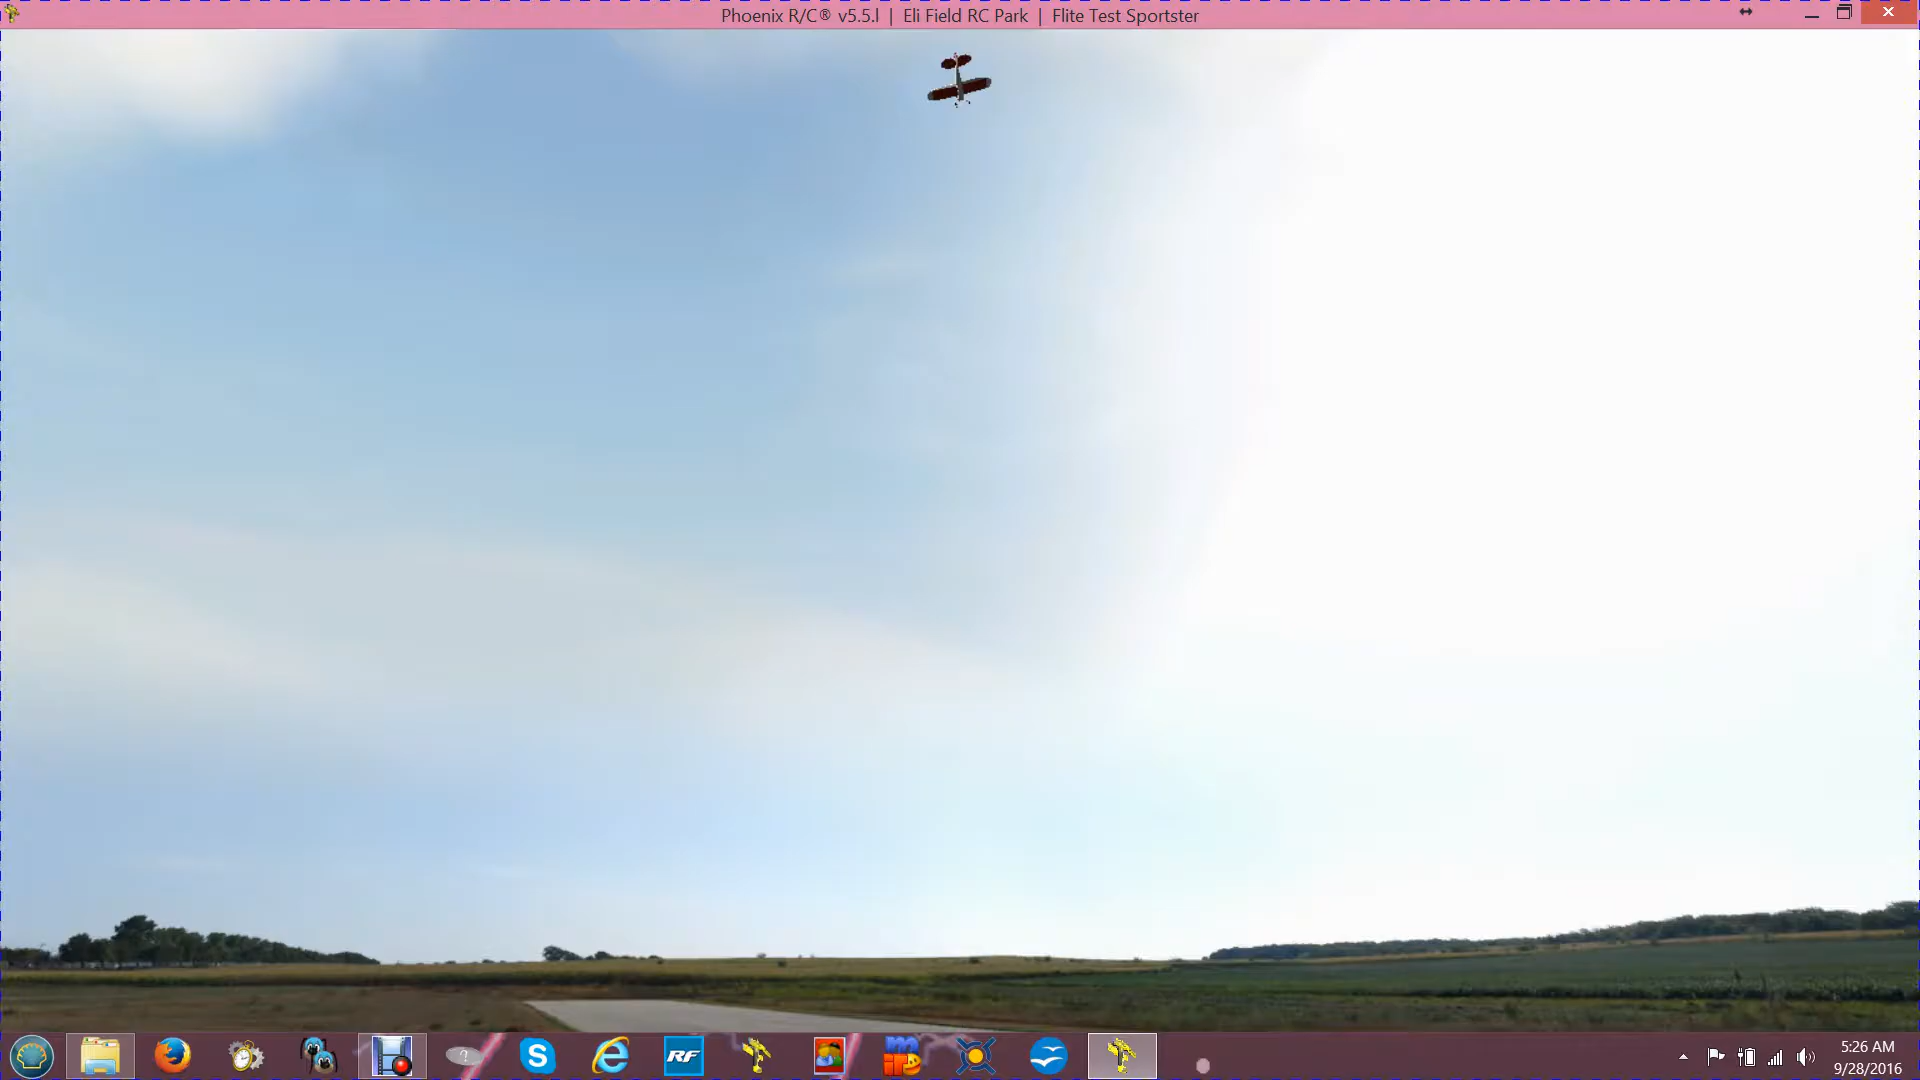 Phoenix R/C® v5.5.l | Eli Field RC Park | Flite Test Sportster
RF
5:26 AM
9/28/2016